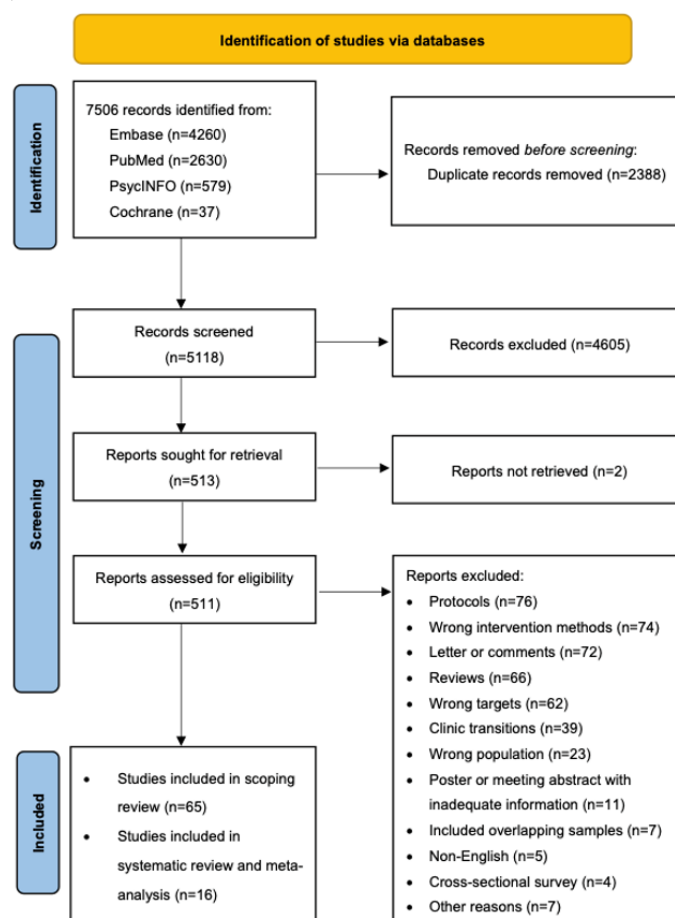 Identification of studies via databases
Identification
7506 records identified from:
Embase (n=4260)
PubMed (n=2630)
PsycINFO (n=579)
Cochrane (n=37)
Records removed before screening:
Duplicate records removed (n=2388)
Screening
Records screened
(n=5118)
Records excluded (n=4605)
Reports sought for retrieval
(n=513)
Reports not retrieved (n=2)
Reports assessed for eligibility
(n=511)
Reports excluded:
• Protocols (n=76)
• Wrong intervention methods (n=74)
• Letter or comments (n=72)
• Reviews (n=66)
• Wrong targets (n=62)
• Clinic transitions (n=39)
• Wrong population (n=23)
• Poster or meeting abstract with
inadequate information (n=11)
• Included overlapping samples (n=7)
• Non-English (n=5)
• Cross-sectional survey (n=4)
• Other reasons (n=7)
Included
• Studies included in scoping
review (n=65)
• Studies included in
systematic review and meta-
analysis (n=16)